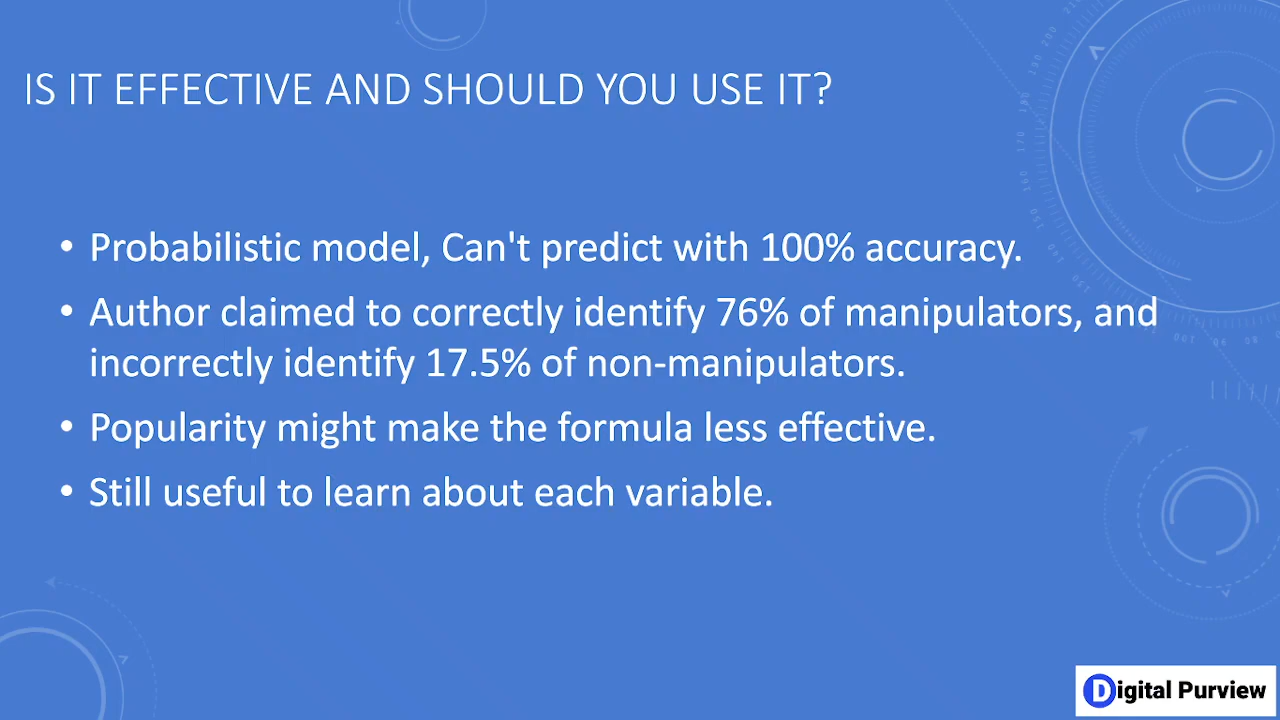 IS IT EFFECTIVE AND SHOULD YOU USE IT?
• Probabilistic model, Can't predict with 100% accuracy.
• Author claimed to correctly identify 76% of manipulators, and
incorrectly identify 17.5% of non-manipulators.
• Popularity might make the formula less effective.
• Still useful to learn about each variable.
Digital Purview